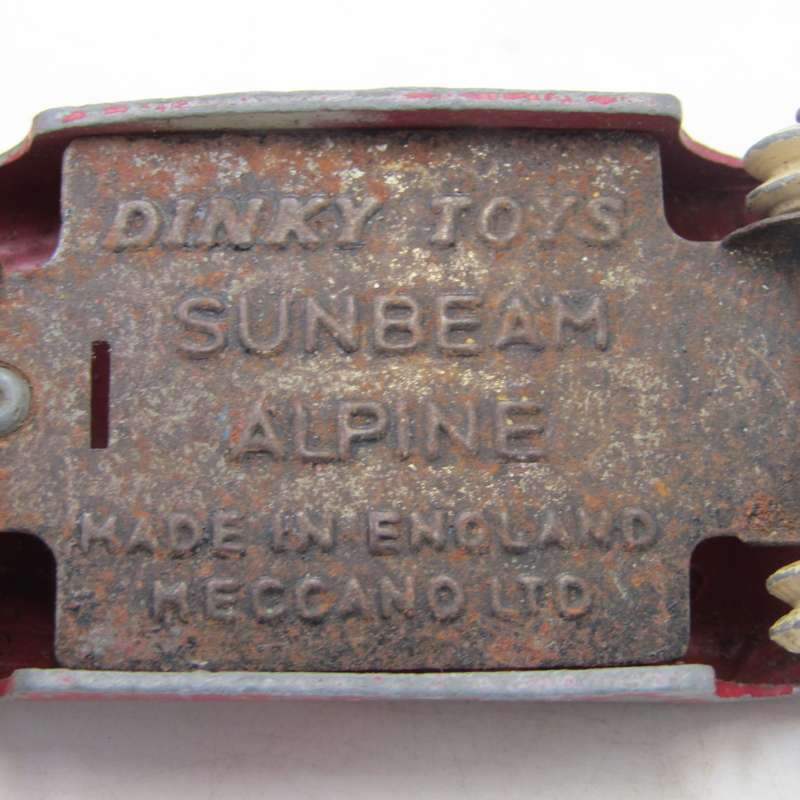 DINKY TOYS
SUNBEAM
ALPINE
MADE IN ENGLAND
MECCANO LTD